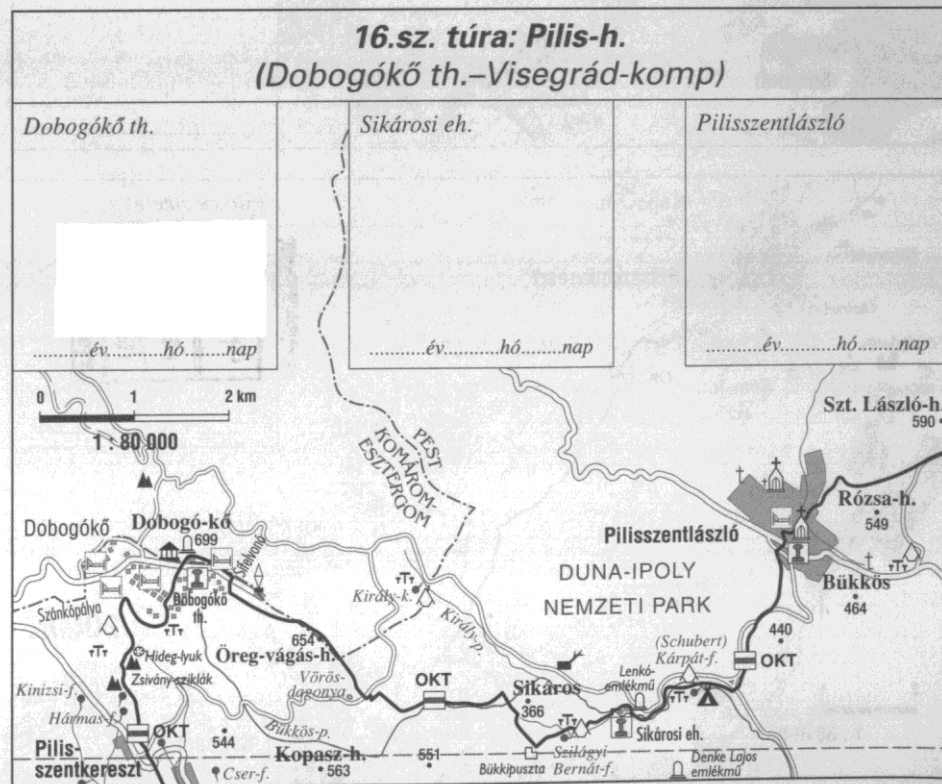 16.sz. túra: Pilis-h.
(Dobogókő th.–Visegrád-komp)
Dobogókő th.
Sikárosi eh.
Pilisszentlászló
.........év.........hó.......nap
.........év.........hó.......nap
.........év.........hó.......nap
0 1 2 km
1 : 80 000
PEST
KOMÁROM-
ESZTERGOM
Szt. László-h.
590
Rózsa-h.
549
Dobogókő
Dobogó-kő
699
Síkelvonó
Bobogókő
th.
Szánkópálya
Hideg-lyuk
Zsivány-sziklák
Kinizsi-f.
Hármas-f.
OKT
Pilis-
szentkereszt
544
Cser-f.
654
Öreg-vágás-h.
Vörös-
dagonya
Bükkös-p.
Kopasz-h.
563
551
OKT
Király-k.
Király-p.
Pilisszentlászló
DUNA-IPOLY
NEMZETI PARK
Bükkös
464
440
OKT
(Schubert)
Kárpát-f.
Lenkó-
emlékmű
Sikáros
366
Sikárosi eh.
Bükkipuszta
Szilágyi
Bernát-f.
Denke Lajos
emlékmű